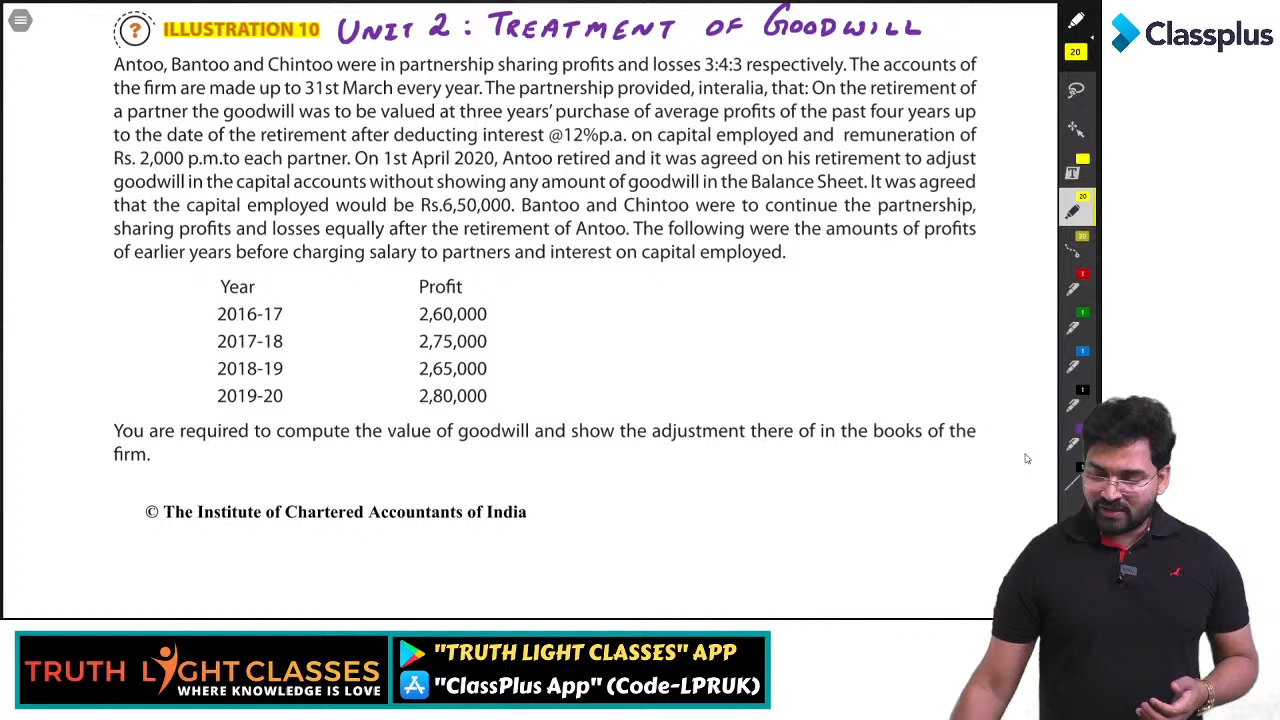 ILLUSTRATION 10 UNIT 2 : TREATMENT OF GOODWILL
Antoo, Bantoo and Chintoo were in partnership sharing profits and losses 3:4:3 respectively. The accounts of
the firm are made up to 31st March every year. The partnership provided, interalia, that: On the retirement of
a partner the goodwill was to be valued at three years' purchase of average profits of the past four years up
to the date of the retirement after deducting interest @12%p.a. on capital employed and remuneration of
Rs. 2,000 p.m.to each partner. On 1st April 2020, Antoo retired and it was agreed on his retirement to adjust
goodwill in the capital accounts without showing any amount of goodwill in the Balance Sheet. It was agreed
that the capital employed would be Rs.6,50,000. Bantoo and Chintoo were to continue the partnership,
sharing profits and losses equally after the retirement of Antoo. The following were the amounts of profits
of earlier years before charging salary to partners and interest on capital employed.
Year Profit
2016-17 2,60,000
2017-18 2,75,000
2018-19 2,65,000
2019-20 2,80,000
You are required to compute the value of goodwill and show the adjustment there of in the books of the
firm.
© The Institute of Chartered Accountants of India
Classplus
20
T
20
20
1
1
1
1
1
TRUTH LIGHT CLASSES
WHERE KNOWLEDGE IS LOVE
"TRUTH LIGHT CLASSES" APP
"ClassPlus App" (Code-LPRUK)